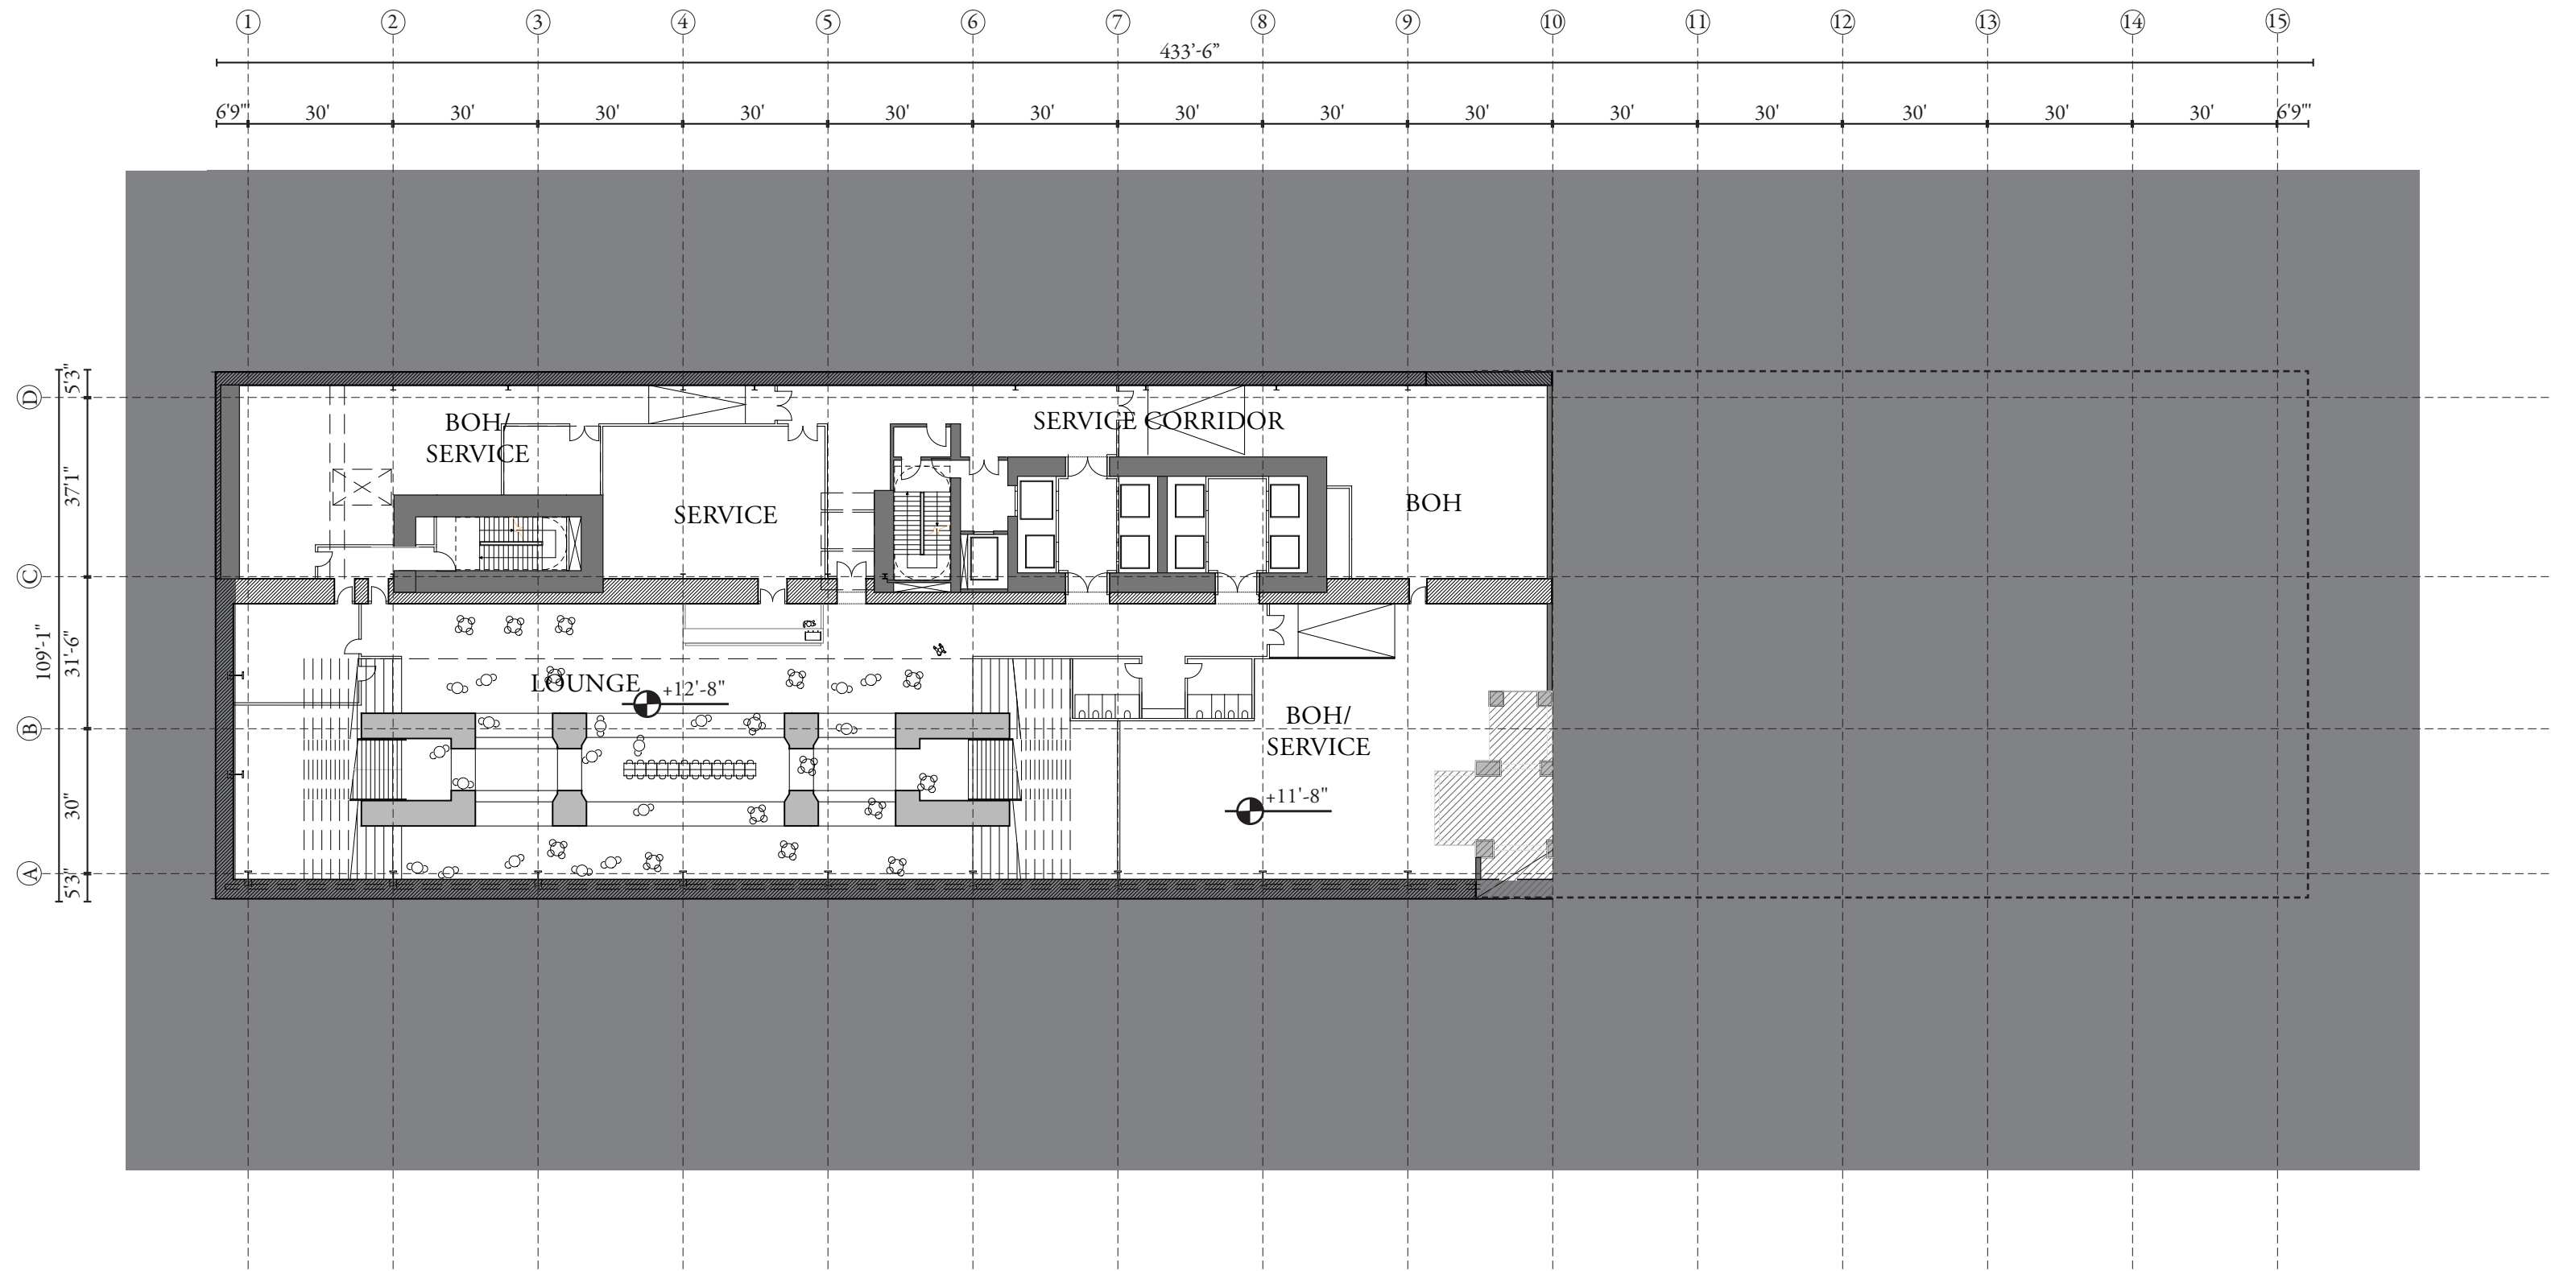 1 2 3 4 5 6 7 8 9 10 11 12 13 14 15
433'-6"
6'9"' 30' 30' 30' 30' 30' 30' 30' 30' 30' 30' 30' 30' 30' 30' 6'9"'
D
5'3"
BOH/
SERVICE
SERVICE CORRIDOR
37'1"
SERVICE
BOH
C
109'-1"
31'-6"
LOUNGE
+12'-8"
B
BOH/
SERVICE
30"
+11'-8"
A
5'3"